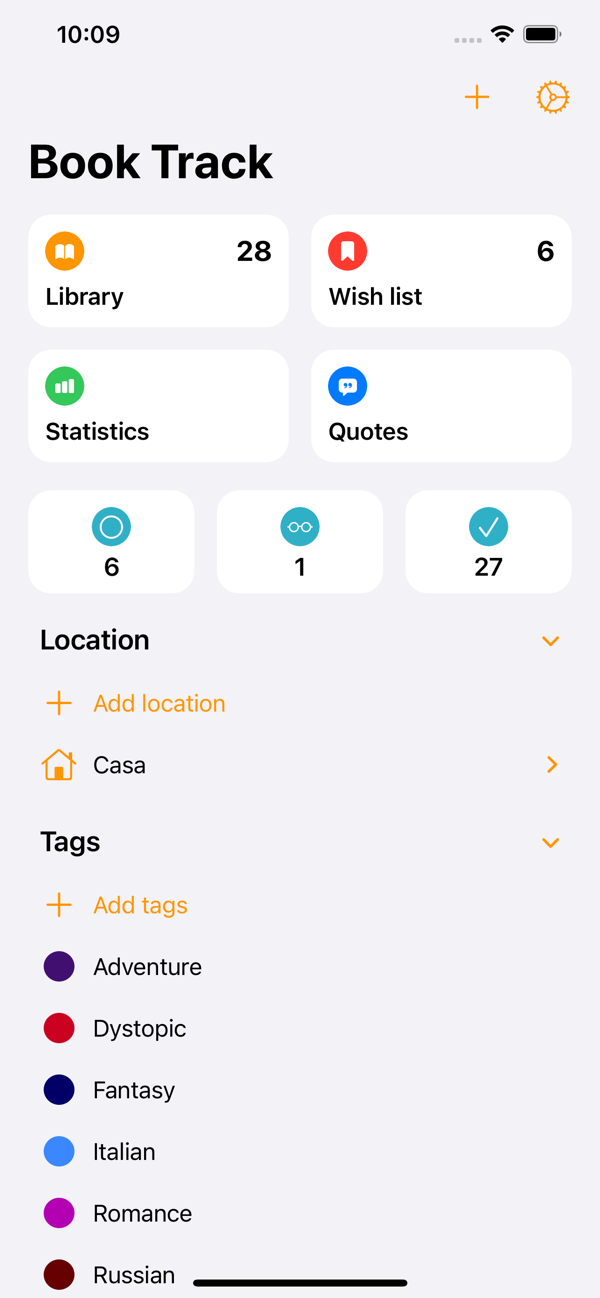 10:09
Book Track
28
Library
6
Wish list
Statistics
Quotes
6
1
27
Location
Add location
Casa
Tags
Add tags
Adventure
Dystopic
Fantasy
Italian
Romance
Russian